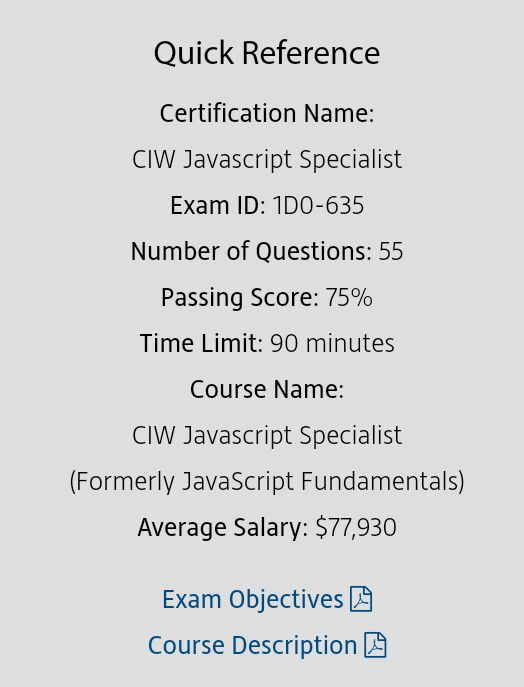 Quick Reference
Certification Name:
CIW Javascript Specialist
Exam ID: 1D0-635
Number of Questions: 55
Passing Score: 75%
Time Limit: 90 minutes
Course Name:
CIW Javascript Specialist
(Formerly JavaScript Fundamentals)
Average Salary: $77,930
Exam Objectives
Course Description